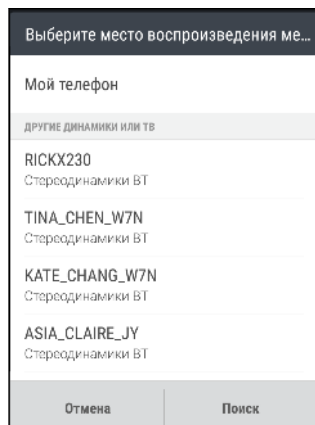 Выберите место воспроизведения ме...
Мой телефон
ДРУГИЕ ДИНАМИКИ ИЛИ ТВ
RICKX230
Стереодинамики BT
TINA_CHEN_W7N
Стереодинамики BT
KATE_CHANG_W7N
Стереодинамики BT
ASIA_CLAIRE_JY
Стереодинамики BT
Отмена
Поиск